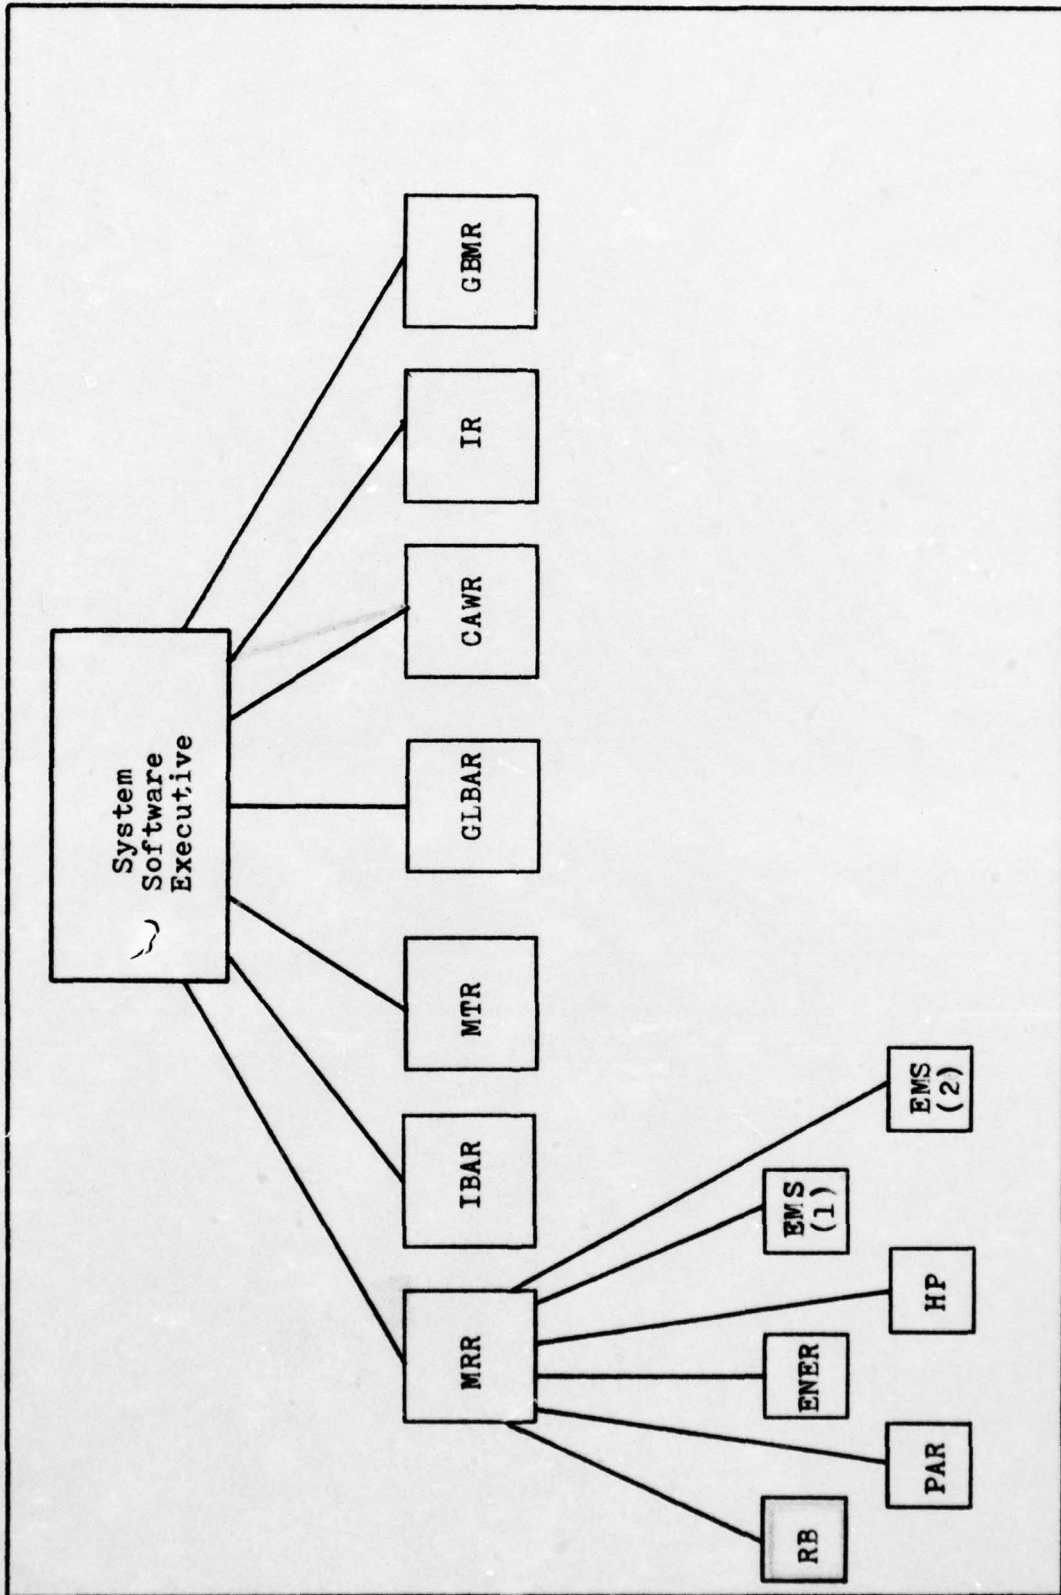 System
Software
Executive
MRR
IBAR
MTR
GLBAR
CAWR
IR
GBMR
RB
PAR
ENER
HP
EMS
(1)
EMS
(2)